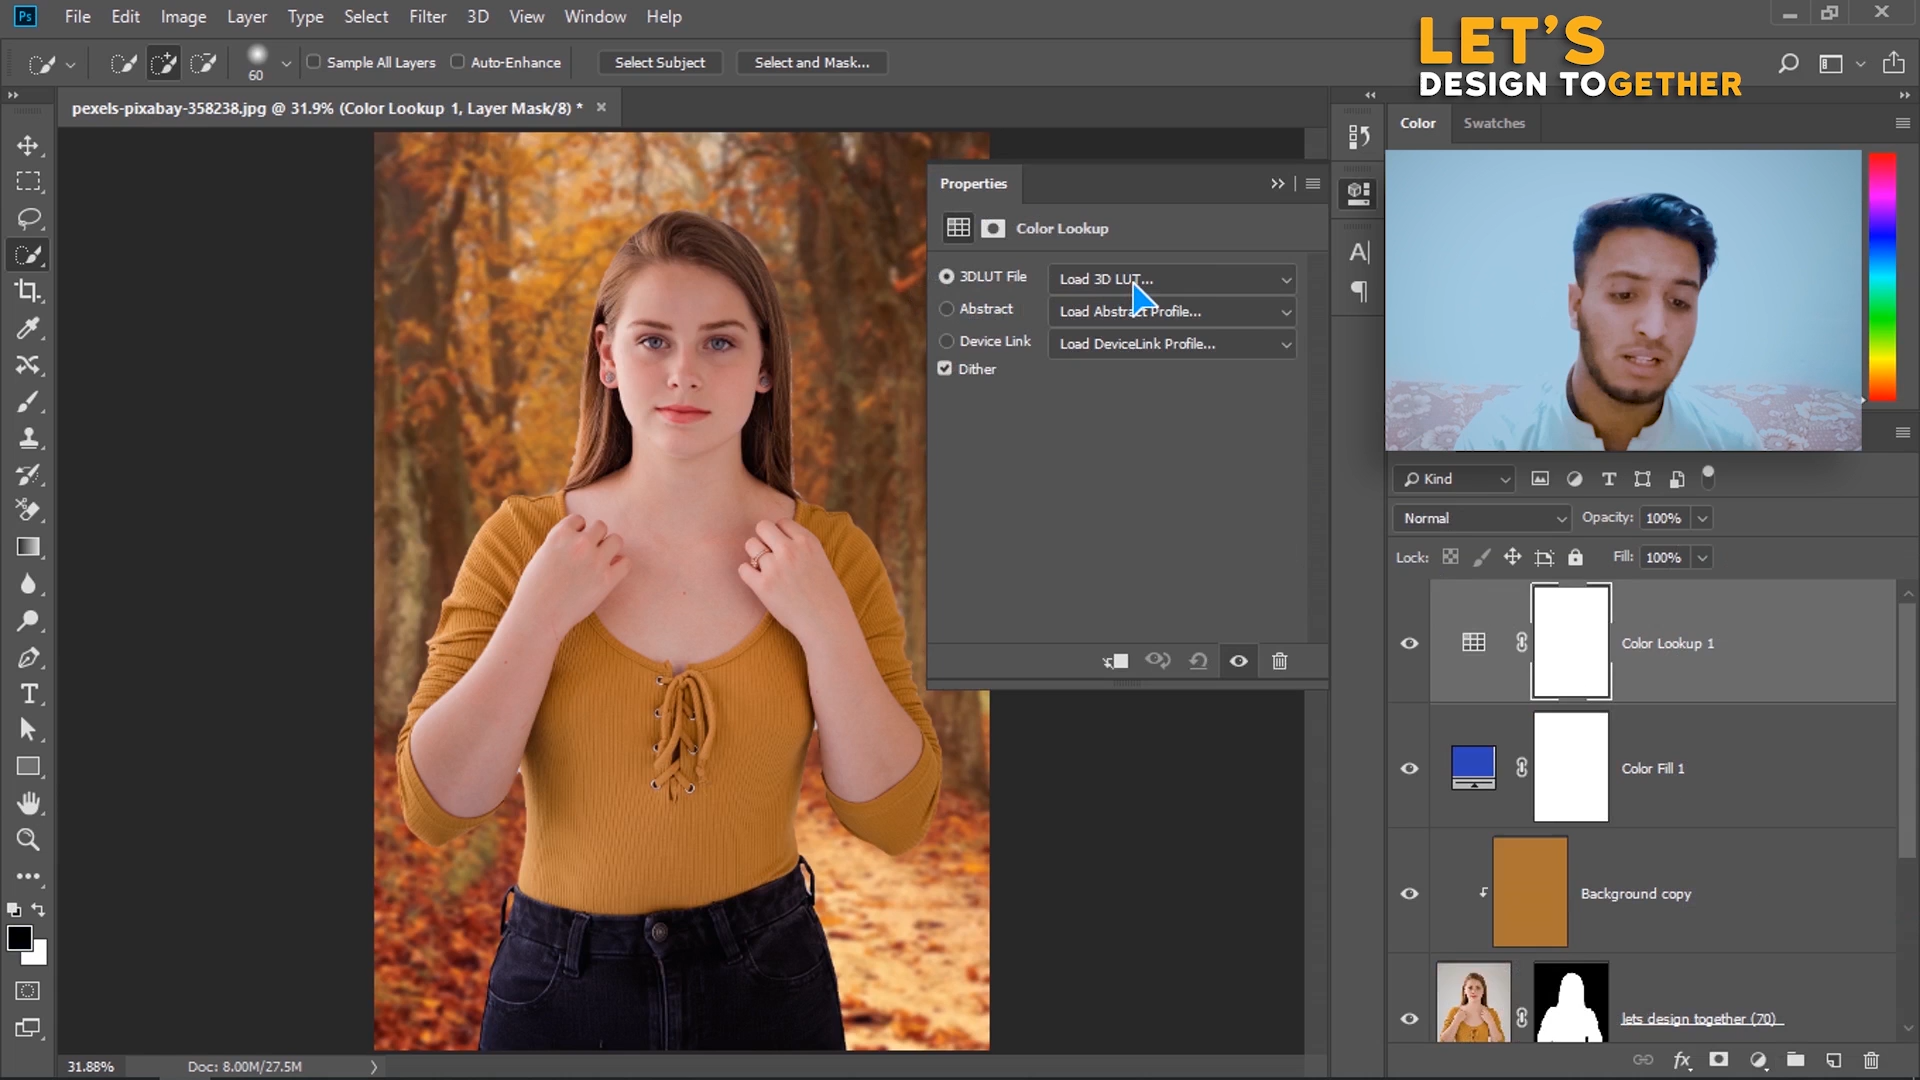 Ps File Edit Image Layer Type Select Filter 3D View Window Help
LET'S
DESIGN TOGETHER
60 Sample All Layers Auto-Enhance Select Subject Select and Mask...
pexels-pixabay-358238.jpg @ 31.9% (Color Lookup 1, Layer Mask/8) *
Color Swatches
Properties
Color Lookup
3DLUT File Load 3D LUT...
Abstract Load Abstract Profile...
Device Link Load DeviceLink Profile...
Dither
Kind
Normal Opacity: 100%
Lock: Fill: 100%
Color Lookup 1
Color Fill 1
Background copy
lets design together (70)
31.88% Doc: 8.00M/27.5M